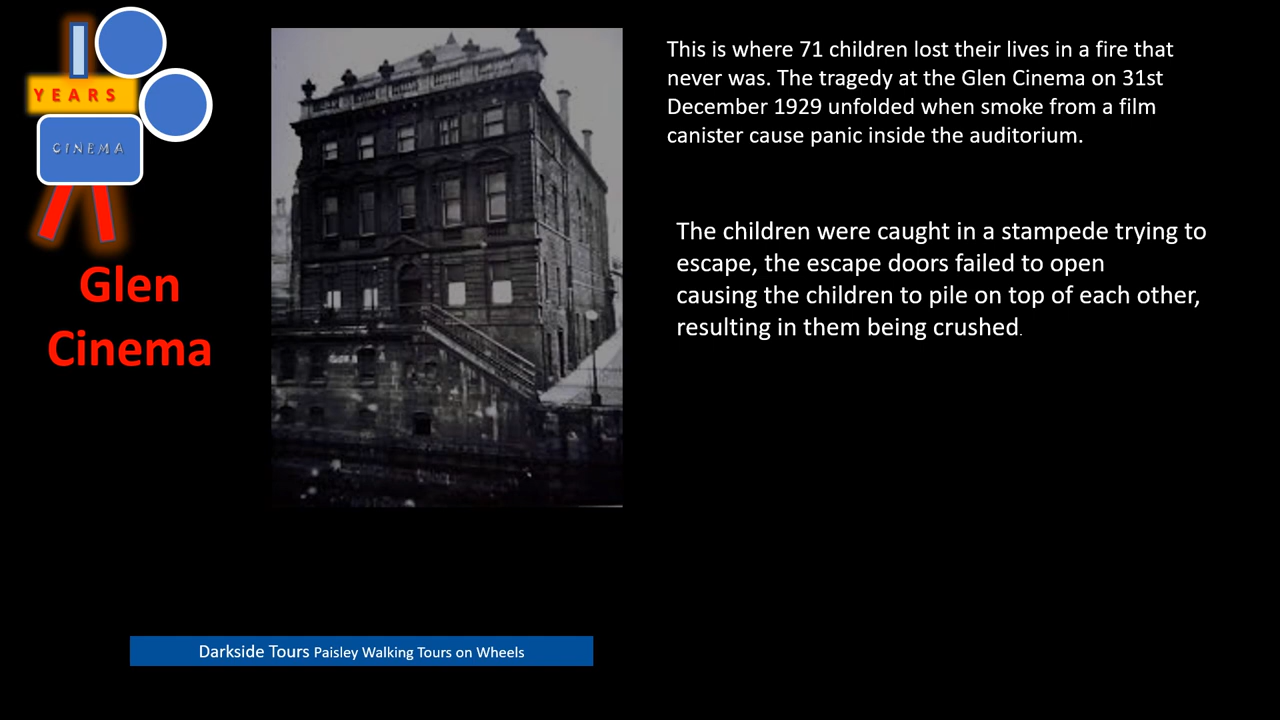 YEARS
CINEMA
Glen
Cinema
This is where 71 children lost their lives in a fire that
never was. The tragedy at the Glen Cinema on 31st
December 1929 unfolded when smoke from a film
canister cause panic inside the auditorium.
The children were caught in a stampede trying to
escape, the escape doors failed to open
causing the children to pile on top of each other,
resulting in them being crushed.
Darkside Tours Paisley Walking Tours on Wheels